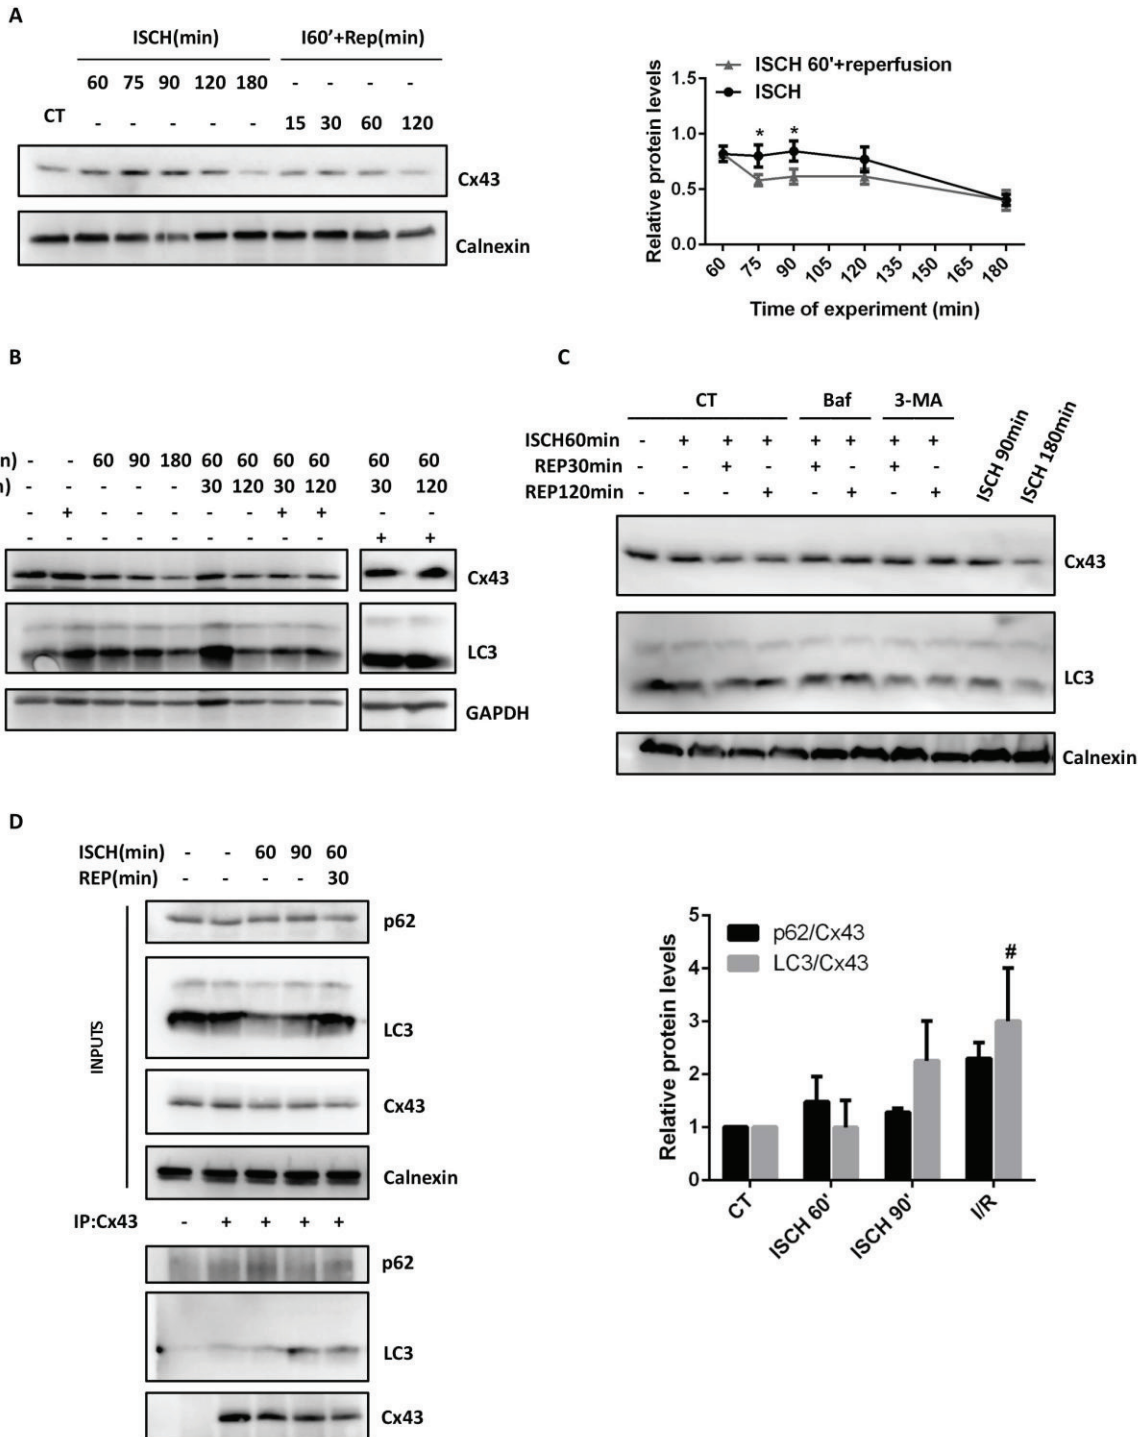 A
ISCH(min) I60'+Rep(min)
60 75 90 120 180 - - - -
CT
- - - - - 15 30 60 120
Cx43
Calnexin
ISCH 60'+reperfusion
ISCH
Relative protein levels
1.5
1.0
0.5
0.0
* *
60 75 90 105 120 135 150 165 180
Time of experiment (min)
B
n) - - 60 90 180 60 60 60 60 60 60
) - - - - - 30 120 30 120 30 120
- + - - - - - + + - -
- - - - - - - - - + +
Cx43
LC3
GAPDH
C
CT Baf 3-MA
ISCH60min - + + + + + + +
REP30min - - + - + - + -
REP120min - - - + - + - +
ISCH 90min
ISCH 180min
Cx43
LC3
Calnexin
D
ISCH(min) - - 60 90 60
REP(min) - - - - 30
INPUTS
p62
LC3
Cx43
Calnexin
IP:Cx43 - + + + +
p62
LC3
Cx43
p62/Cx43
LC3/Cx43
#
Relative protein levels
5
4
3
2
1
0
CT ISCH 60' ISCH 90' I/R